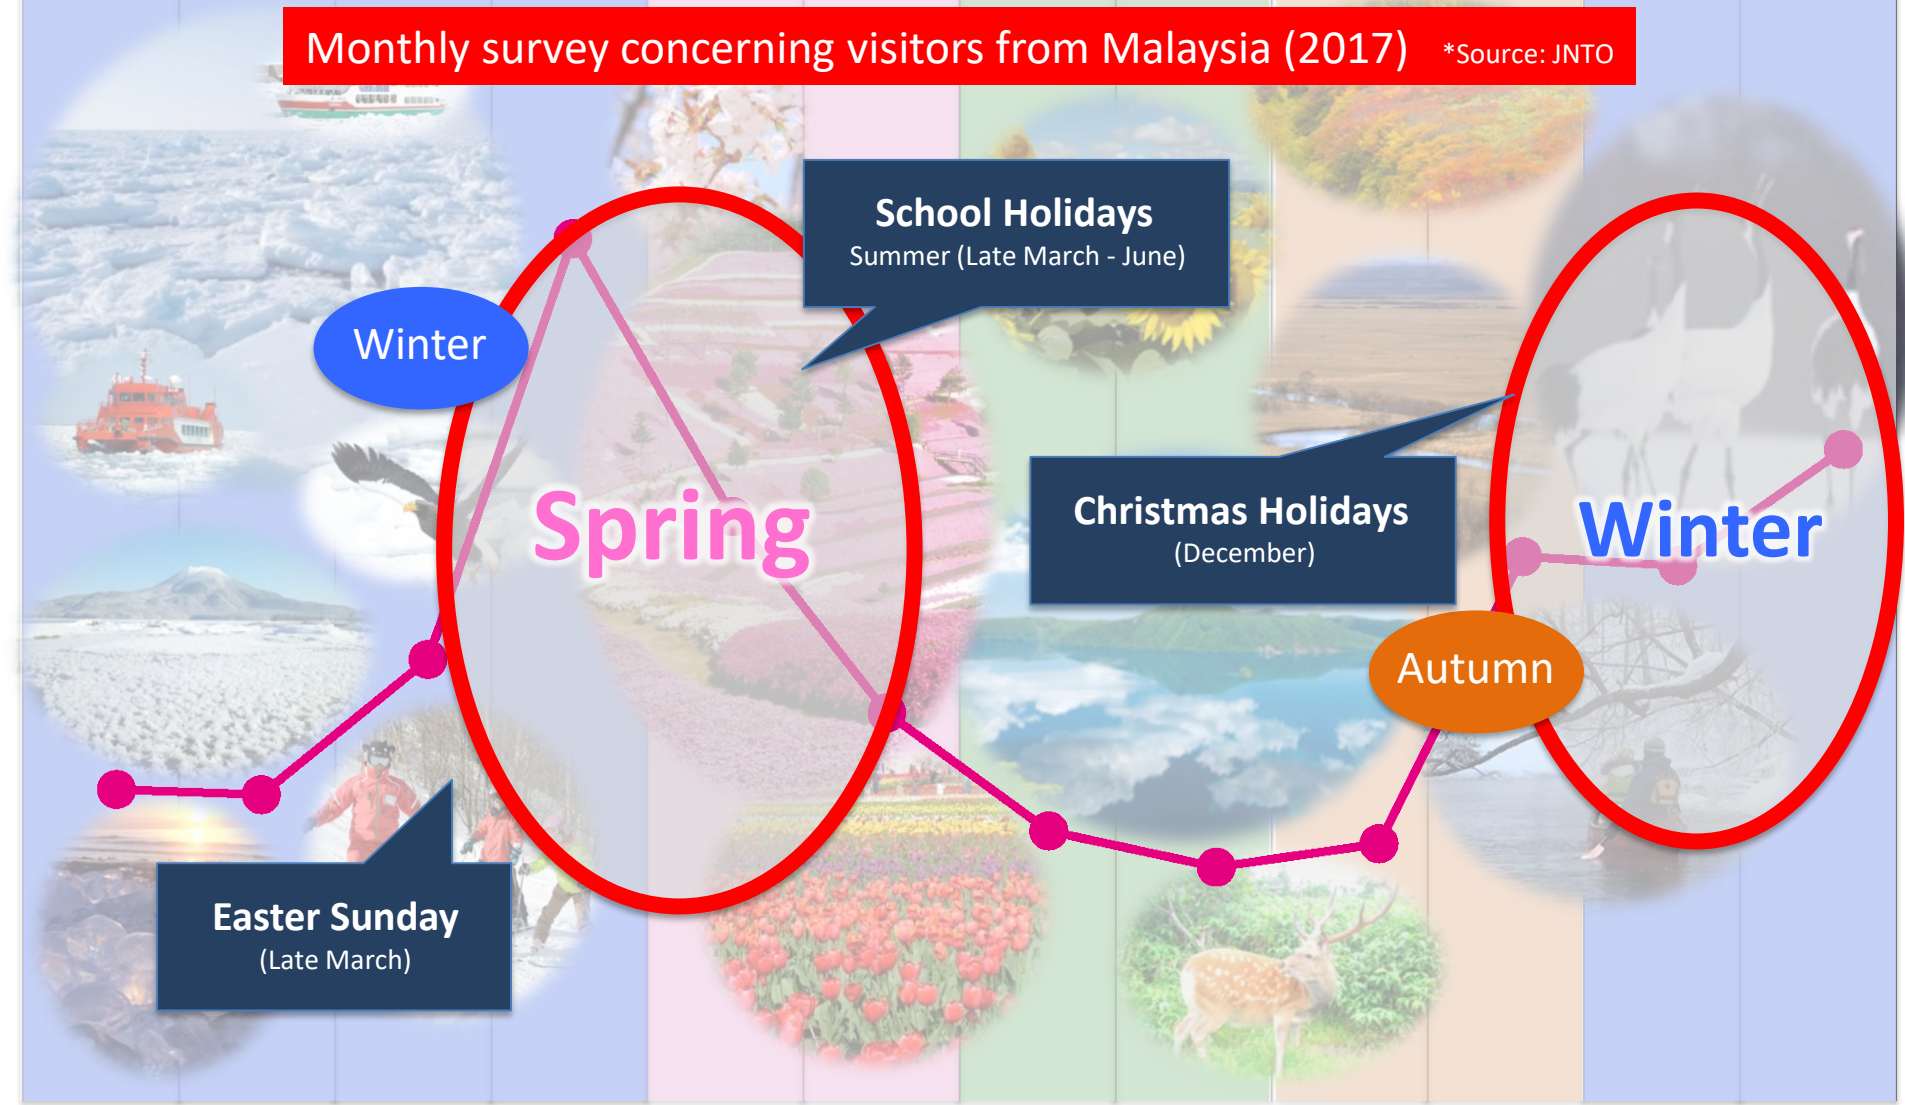 Monthly survey concerning visitors from Malaysia (2017) *Source: JNTO
School Holidays
Summer (Late March - June)
Winter
Spring
Christmas Holidays
(December)
Winter
Autumn
Easter Sunday
(Late March)